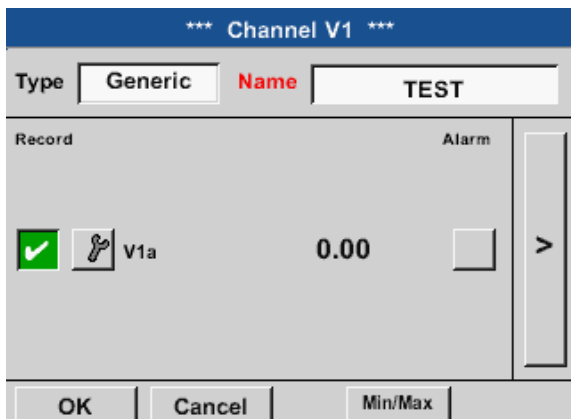 *** Channel V1 ***
Type Generic Name TEST
Record Alarm
V1a 0.00 >
OK Cancel Min/Max